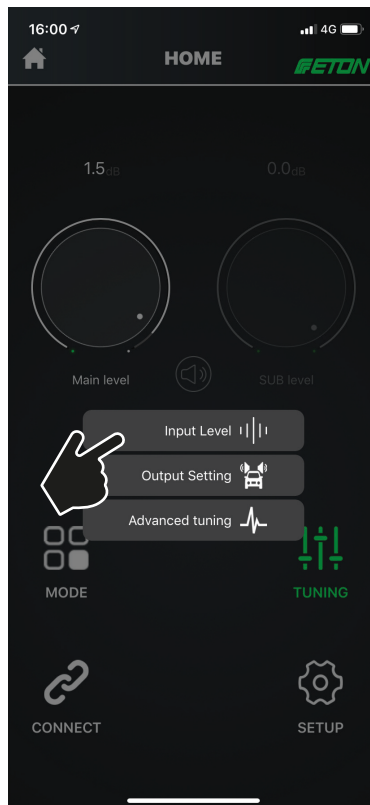 16:00 4G
HOME
ETON
1.5dB 0.0dB
Main level SUB level
Input Level
Output Setting
Advanced tuning
MODE TUNING
CONNECT SETUP